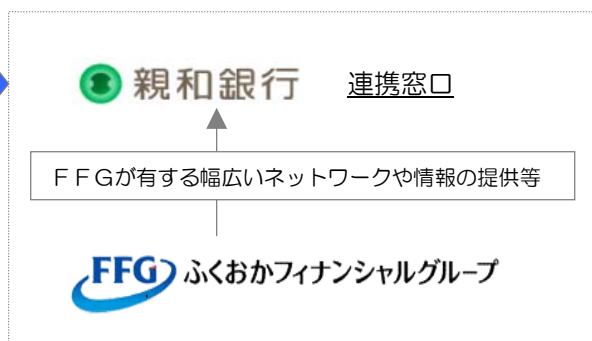 親和銀行 連携窓口
ＦＦＧが有する幅広いネットワークや情報の提供等
FFG ふくおかフィナンシャルグループ